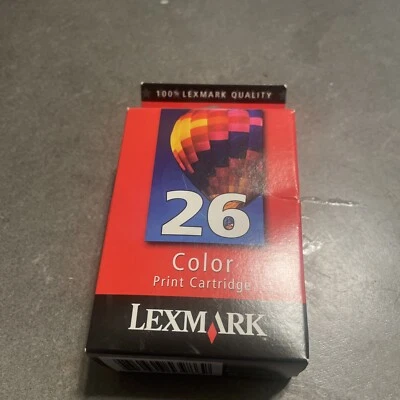 100% LEXMARK QUALITY
26
Color
Print Cartridge
LEXMARK